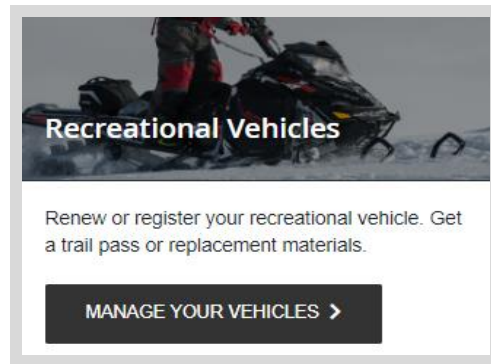 Recreational Vehicles
Renew or register your recreational vehicle. Get
a trail pass or replacement materials.
MANAGE YOUR VEHICLES >